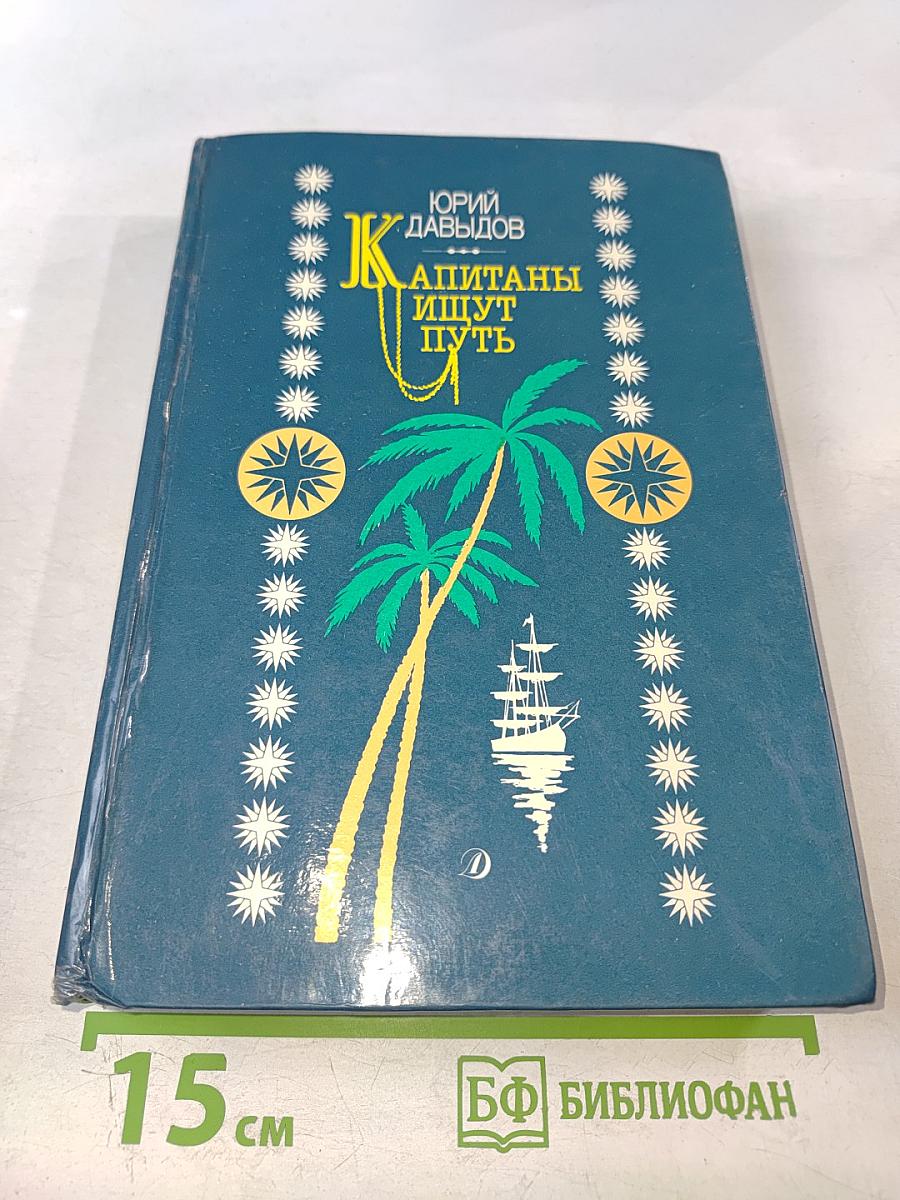 ЮРИЙ
ДАВЫДОВ
КАПИТАНЫ
ИЩУТ
ПУТЬ
Д
15 см
БФ БИБЛИОФАН